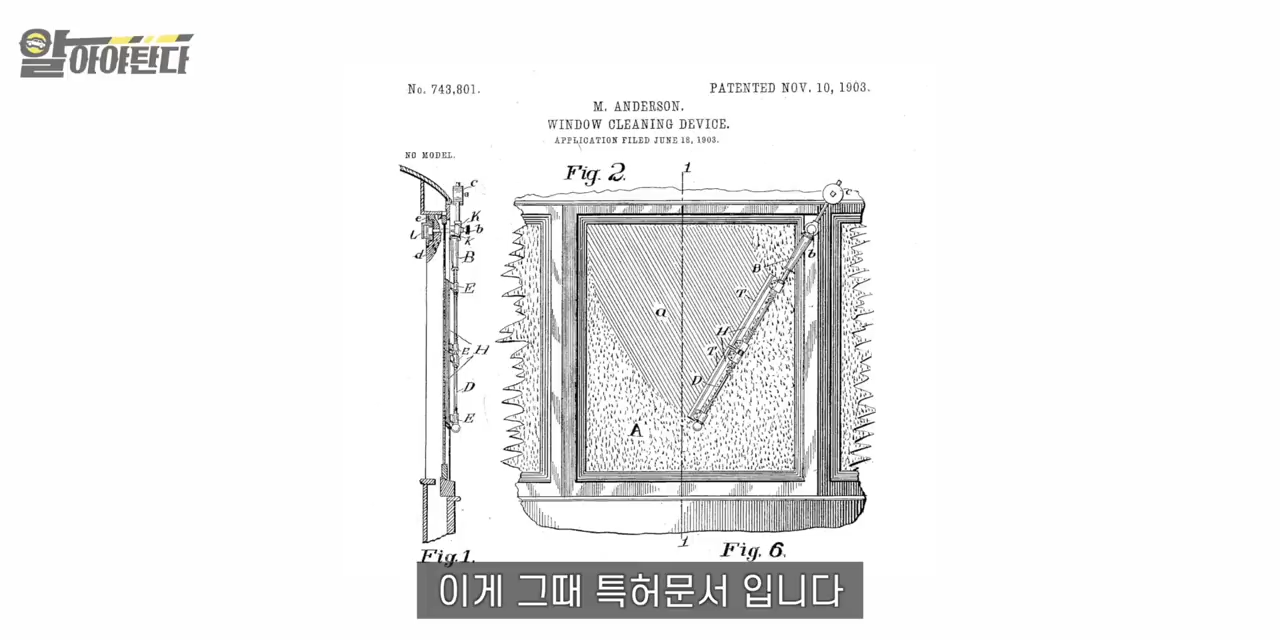 알아야탄다
No. 743,801.
PATENTED NOV. 10, 1903.
M. ANDERSON.
WINDOW CLEANING DEVICE.
APPLICATION FILED JUNE 18, 1903.
NO MODEL.
Fig. 2.
1
c
c
e
K
l
b
k
d
B
b
E
B
T
a
H
E
H
T
D
D
E
A
1
Fig. 1.
Fig. 6.
이게 그때 특허문서 입니다